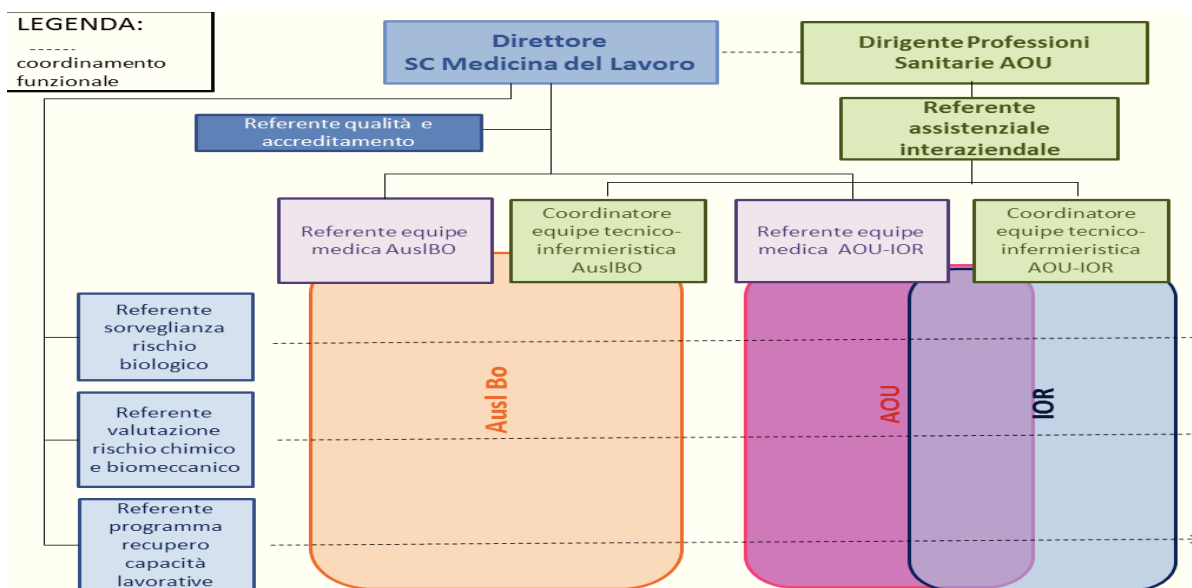 LEGENDA:
------
coordinamento
funzionale
Direttore
SC Medicina del Lavoro
Dirigente Professioni
Sanitarie AOU
Referente qualità e
accreditamento
Referente
assistenziale
interaziendale
Referente equipe
medica AuslBO
Coordinatore
equipe tecnico-
infermieristica
AuslBO
Referente equipe
medica AOU-IOR
Coordinatore
equipe tecnico-
infermieristica
AOU-IOR
Referente
sorveglianza
rischio
biologico
Referente
valutazione
rischio chimico
e biomeccanico
Referente
programma
recupero
capacità
lavorative
Ausl Bo
AOU
IOR